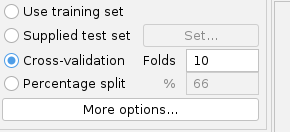 Use training set
Supplied test set Set...
Cross-validation Folds 10
Percentage split % 66
More options...